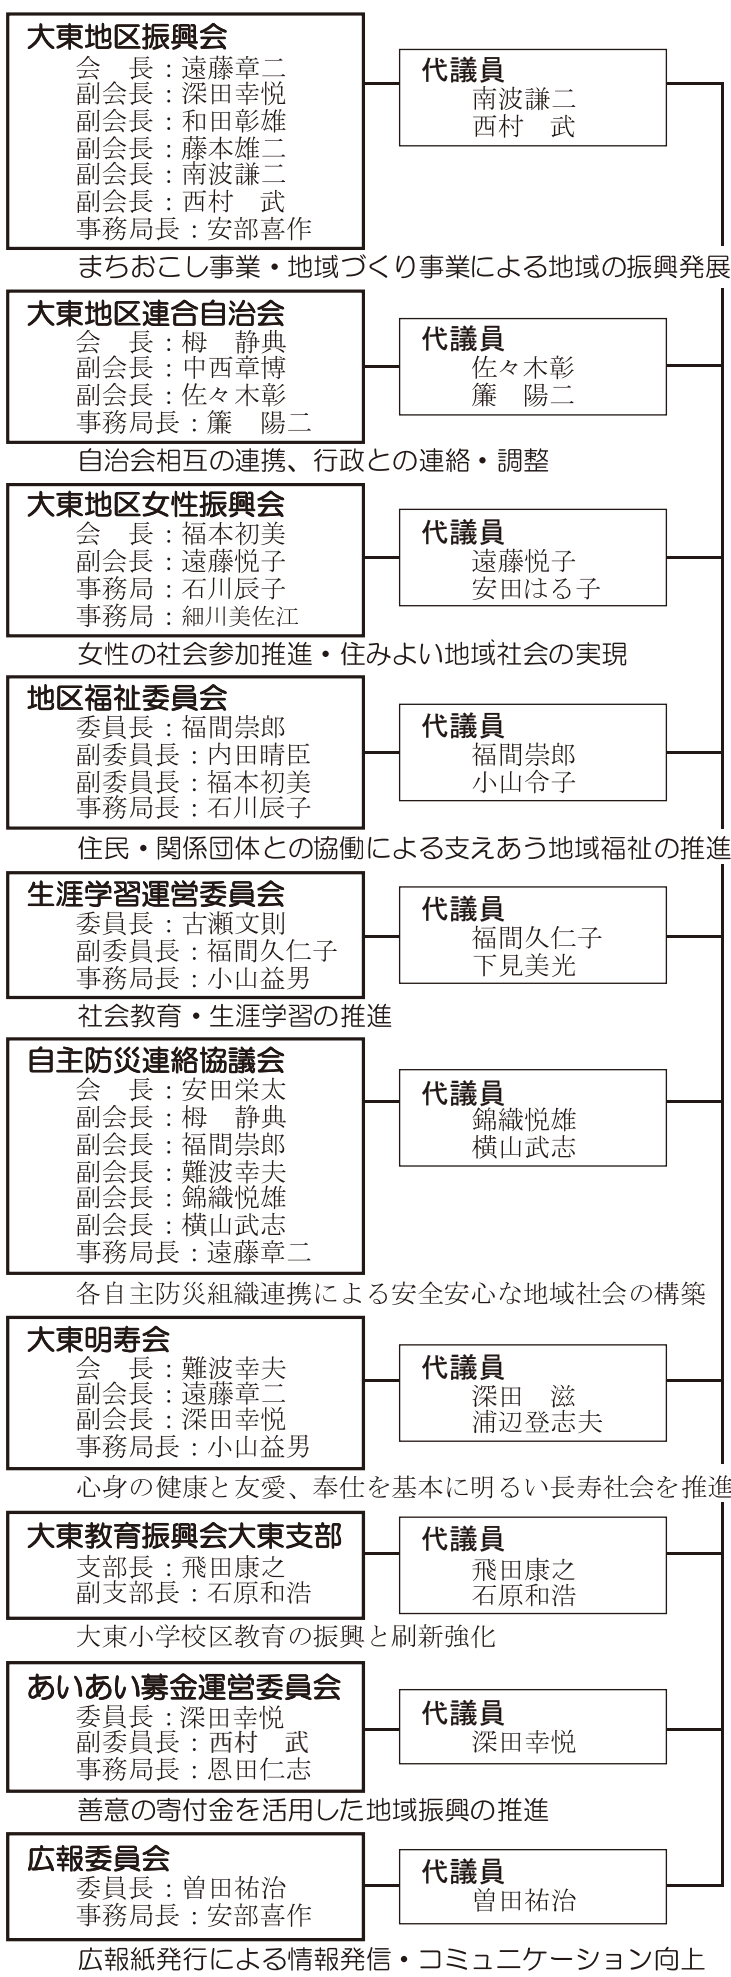 大東地区振興会
会　長：遠藤章二
副会長：深田幸悦
副会長：和田彰雄
副会長：藤本雄二
副会長：南波謙二
副会長：西村　武
事務局長：安部喜作
代議員
南波謙二
西村　武
まちおこし事業・地域づくり事業による地域の振興発展
大東地区連合自治会
会　長：栂　静典
副会長：中西章博
副会長：佐々木彰
事務局長：簾　陽二
代議員
佐々木彰
簾　陽二
自治会相互の連携、行政との連絡・調整
大東地区女性振興会
会　長：福本初美
副会長：遠藤悦子
事務局：石川辰子
事務局：細川美佐江
代議員
遠藤悦子
安田はる子
女性の社会参加推進・住みよい地域社会の実現
地区福祉委員会
委員長：福間崇郎
副委員長：内田晴臣
副委員長：福本初美
事務局長：石川辰子
代議員
福間崇郎
小山令子
住民・関係団体との協働による支えあう地域福祉の推進
生涯学習運営委員会
委員長：古瀬文則
副委員長：福間久仁子
事務局長：小山益男
代議員
福間久仁子
下見美光
社会教育・生涯学習の推進
自主防災連絡協議会
会　長：安田栄太
副会長：栂　静典
副会長：福間崇郎
副会長：難波幸夫
副会長：錦織悦雄
副会長：横山武志
事務局長：遠藤章二
代議員
錦織悦雄
横山武志
各自主防災組織連携による安全安心な地域社会の構築
大東明寿会
会　長：難波幸夫
副会長：遠藤章二
副会長：深田幸悦
事務局長：小山益男
代議員
深田　滋
浦辺登志夫
心身の健康と友愛、奉仕を基本に明るい長寿社会を推進
大東教育振興会大東支部
支部長：飛田康之
副支部長：石原和浩
代議員
飛田康之
石原和浩
大東小学校区教育の振興と刷新強化
あいあい募金運営委員会
委員長：深田幸悦
副委員長：西村　武
事務局長：恩田仁志
代議員
深田幸悦
善意の寄付金を活用した地域振興の推進
広報委員会
委員長：曽田祐治
事務局長：安部喜作
代議員
曽田祐治
広報紙発行による情報発信・コミュニケーション向上